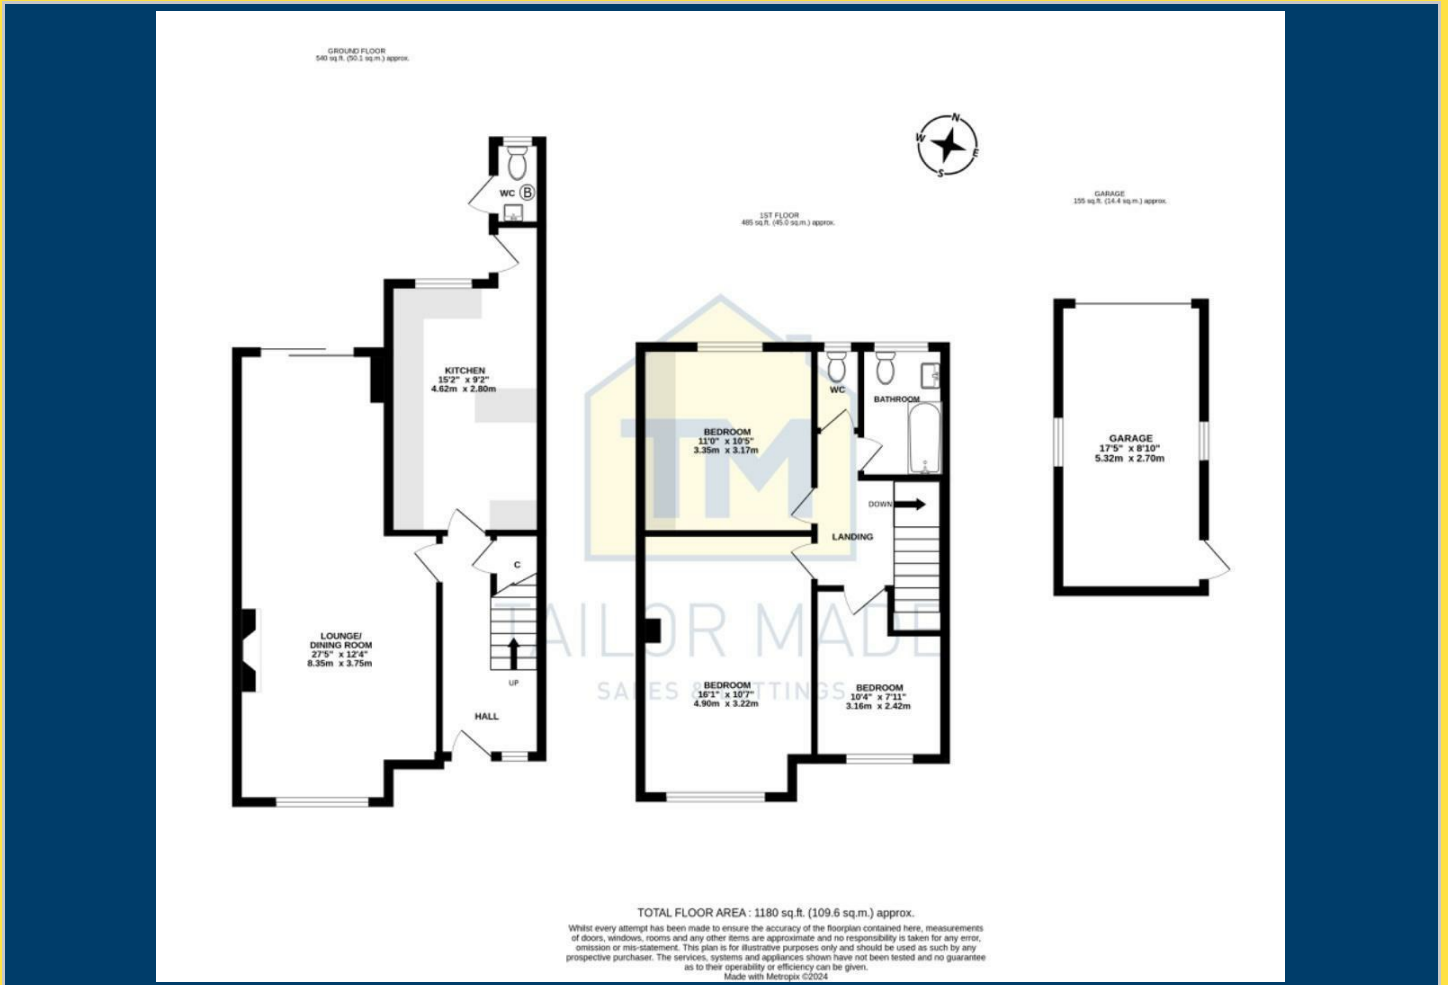 GROUND FLOOR
540 sq.ft. (50.1 sq.m.) approx.
WC B
KITCHEN
15'2" x 9'2"
4.62m x 2.80m
C
LOUNGE/
DINING ROOM
27'5" x 12'4"
8.35m x 3.75m
UP
HALL
1ST FLOOR
485 sq.ft. (45.0 sq.m.) approx.
WC
BATHROOM
BEDROOM
11'0" x 10'5"
3.35m x 3.17m
DOWN
LANDING
BEDROOM
16'1" x 10'7"
4.90m x 3.22m
BEDROOM
10'4" x 7'11"
3.16m x 2.42m
TM
TAILOR MADE
SALES & LETTINGS
N
W
E
S
GARAGE
155 sq.ft. (14.4 sq.m.) approx.
GARAGE
17'5" x 8'10"
5.32m x 2.70m
TOTAL FLOOR AREA : 1180 sq.ft. (109.6 sq.m.) approx.
Whilst every attempt has been made to ensure the accuracy of the floorplan contained here, measurements
of doors, windows, rooms and any other items are approximate and no responsibility is taken for any error,
omission or mis-statement. This plan is for illustrative purposes only and should be used as such by any
prospective purchaser. The services, systems and appliances shown have not been tested and no guarantee
as to their operability or efficiency can be given.
Made with Metropix ©2024